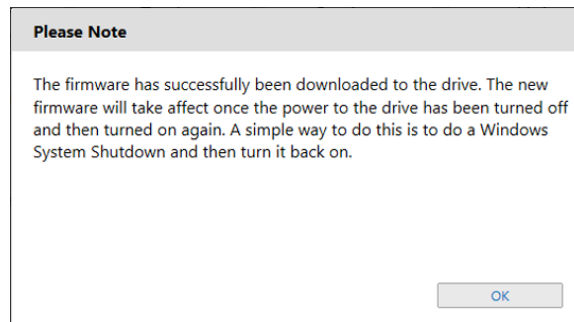 Please Note
The firmware has successfully been downloaded to the drive. The new
firmware will take affect once the power to the drive has been turned off
and then turned on again. A simple way to do this is to do a Windows
System Shutdown and then turn it back on.
OK